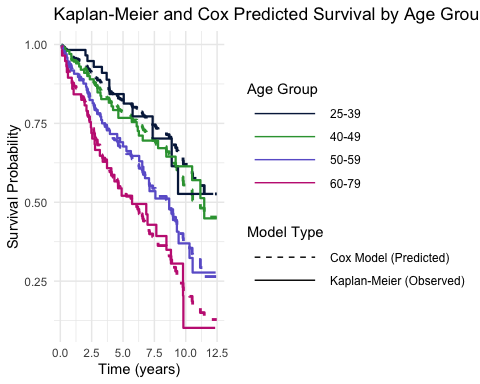 Kaplan-Meier and Cox Predicted Survival by Age Grou
1.00
0.75
0.50
0.25
Survival Probability
0.0 2.5 5.0 7.5 10.0 12.5
Time (years)
Age Group
25-39
40-49
50-59
60-79
Model Type
Cox Model (Predicted)
Kaplan-Meier (Observed)